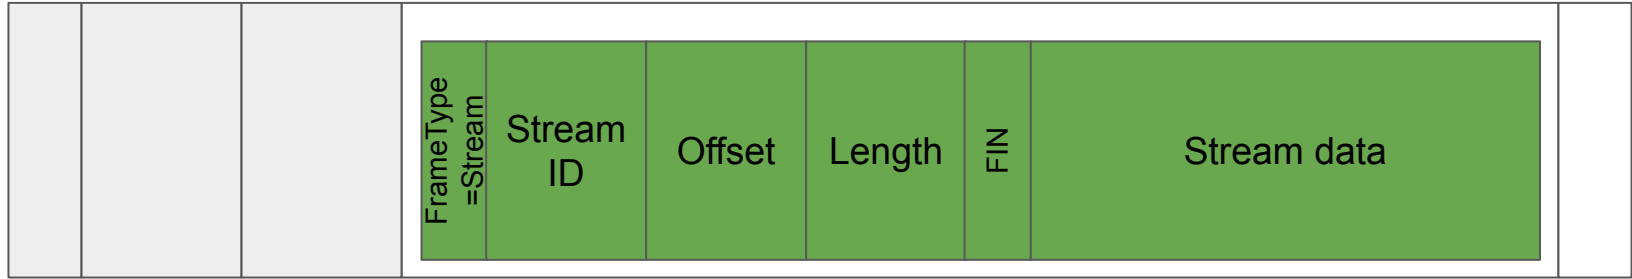 FrameType
=Stream
Stream
ID
Offset
Length
FIN
Stream data